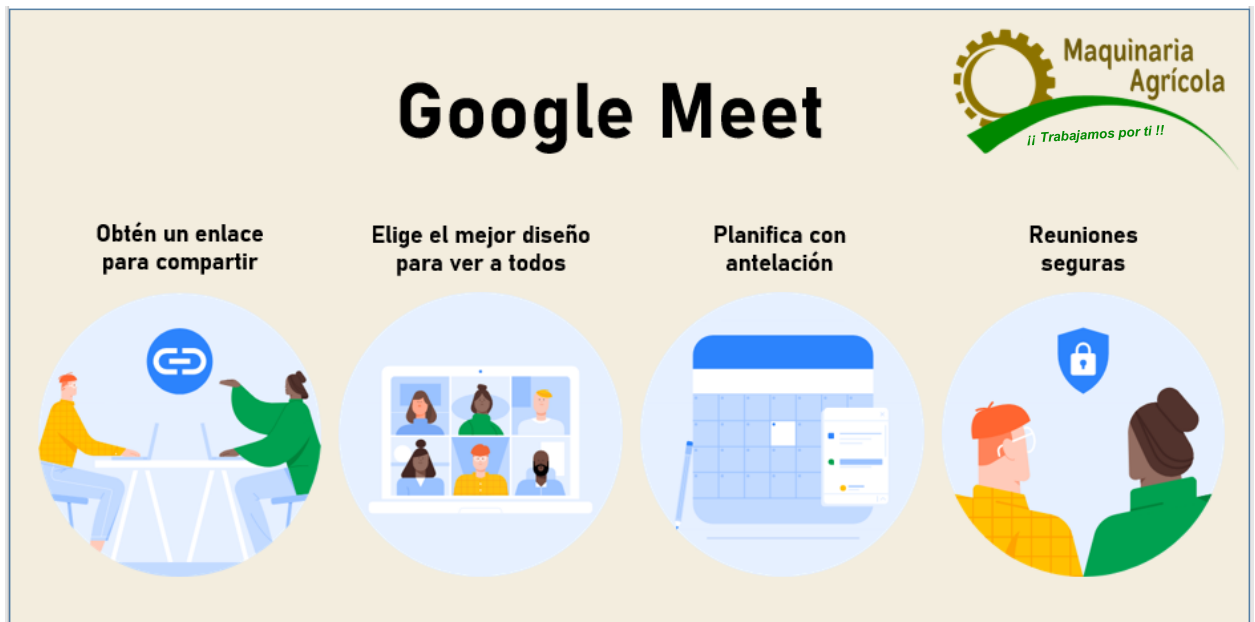 Maquinaria
Agrícola
¡¡ Trabajamos por ti !!
Google Meet
Obtén un enlace
para compartir
Elige el mejor diseño
para ver a todos
Planifica con
antelación
Reuniones
seguras